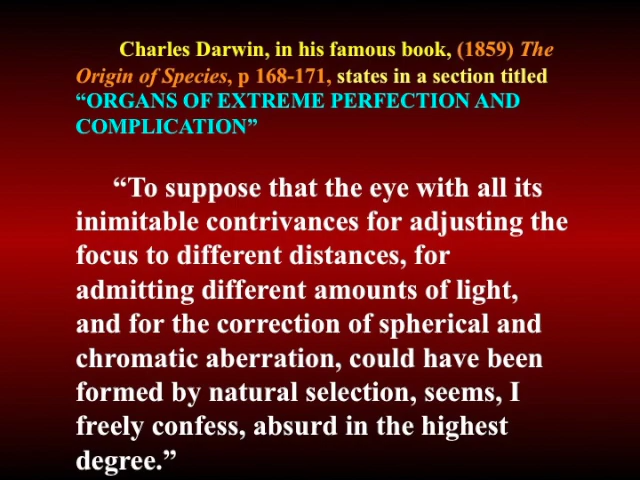 Charles Darwin, in his famous book, (1859) The
Origin of Species, p 168-171, states in a section titled
“ORGANS OF EXTREME PERFECTION AND
COMPLICATION”
“To suppose that the eye with all its
inimitable contrivances for adjusting the
focus to different distances, for
admitting different amounts of light,
and for the correction of spherical and
chromatic aberration, could have been
formed by natural selection, seems, I
freely confess, absurd in the highest
degree.”